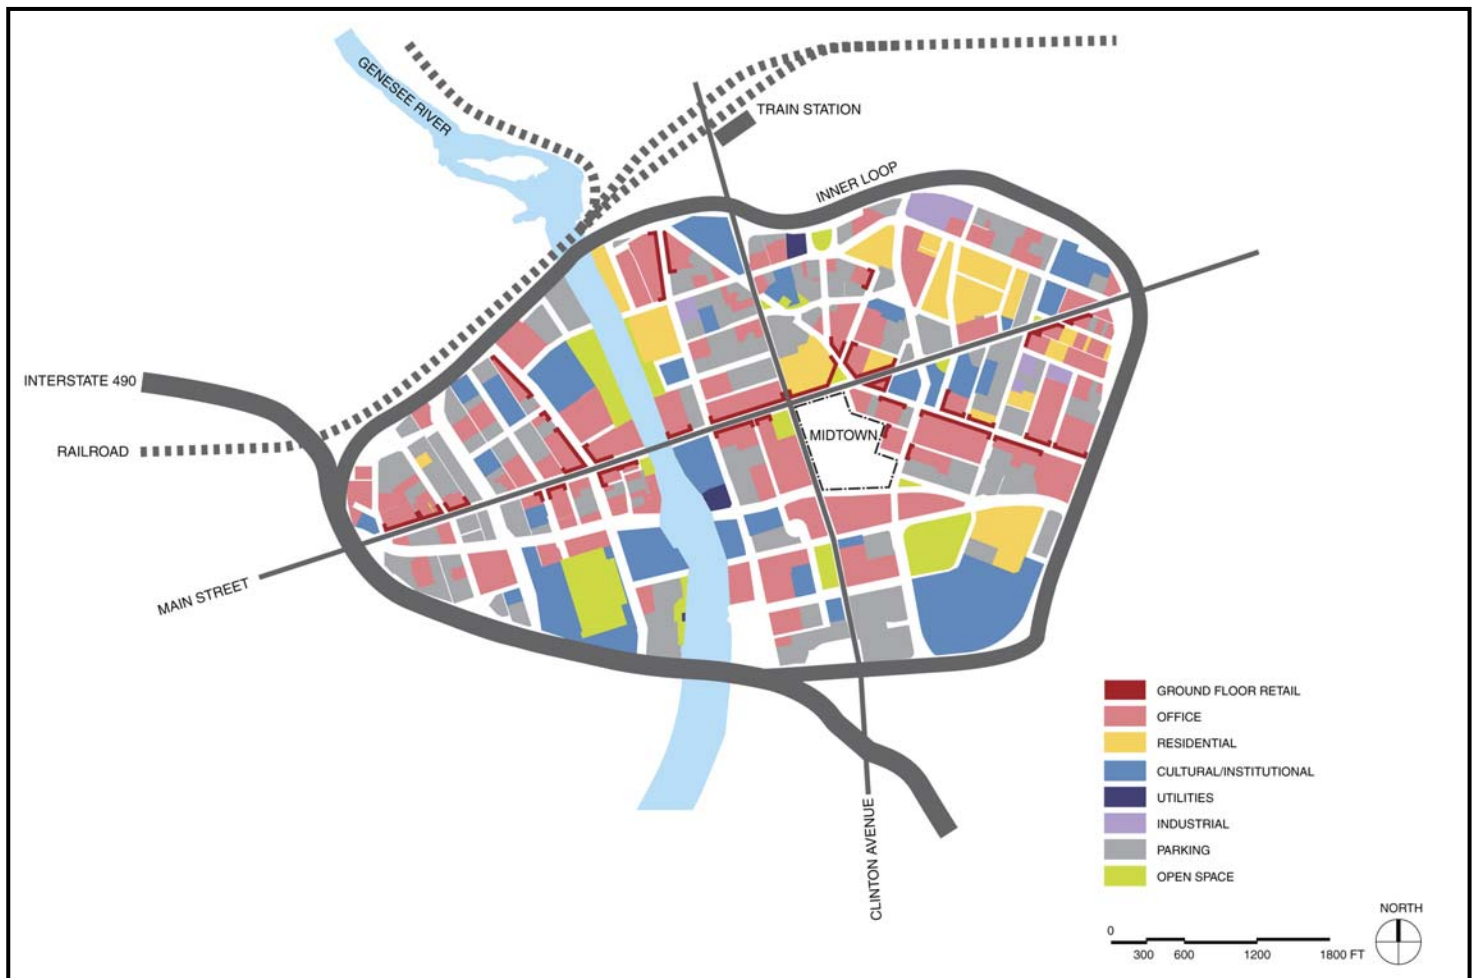 GENESEE RIVER
TRAIN STATION
INNER LOOP
INTERSTATE 490
RAILROAD
MIDTOWN
MAIN STREET
CLINTON AVENUE
GROUND FLOOR RETAIL
OFFICE
RESIDENTIAL
CULTURAL/INSTITUTIONAL
UTILITIES
INDUSTRIAL
PARKING
OPEN SPACE
NORTH
0
300 600 1200 1800 FT